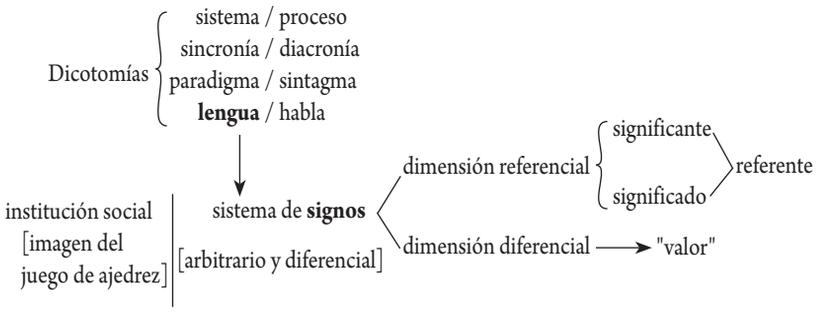 sistema / proceso
sincronía / diacronía
Dicotomías
paradigma / sintagma
lengua / habla
significante
dimensión referencial
referente
significado
institución social
sistema de signos
[imagen del
juego de ajedrez]
[arbitrario y diferencial]
dimensión diferencial
"valor"